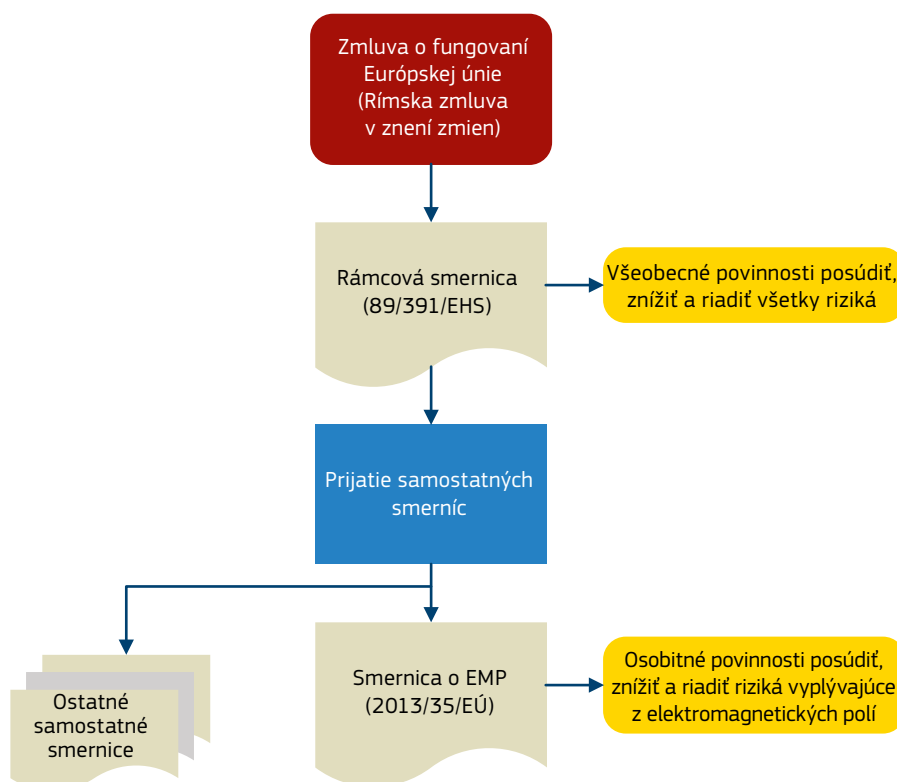 Zmluva o fungovaní
Európskej únie
(Rímska zmluva
v znení zmien)
Rámcová smernica
(89/391/EHS)
Všeobecné povinnosti posúdiť,
znížiť a riadiť všetky riziká
Prijatie samostatných
smerníc
Ostatné
samostatné
smernice
Smernica o EMP
(2013/35/EÚ)
Osobitné povinnosti posúdiť,
znížiť a riadiť riziká vyplývajúce
z elektromagnetických polí